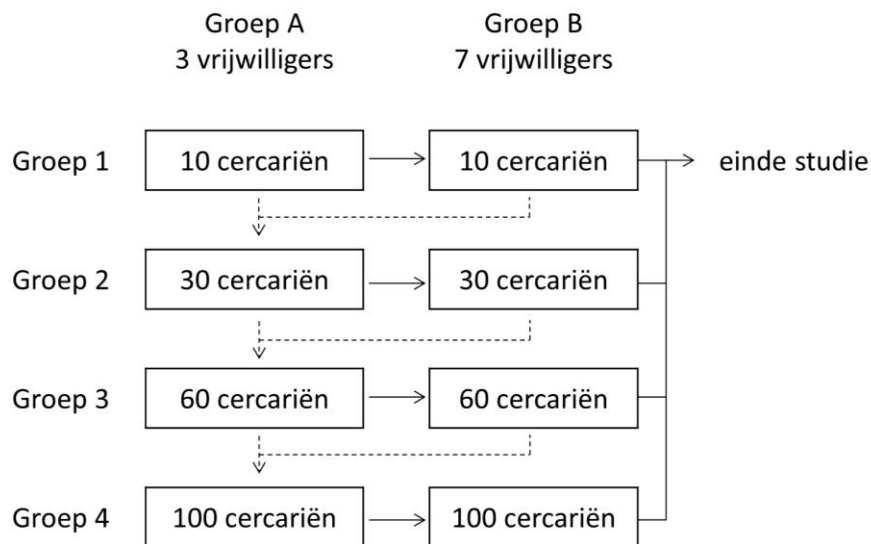 Groep A
3 vrijwilligers
Groep B
7 vrijwilligers
Groep 1
10 cercariën
10 cercariën
einde studie
Groep 2
30 cercariën
30 cercariën
Groep 3
60 cercariën
60 cercariën
Groep 4
100 cercariën
100 cercariën